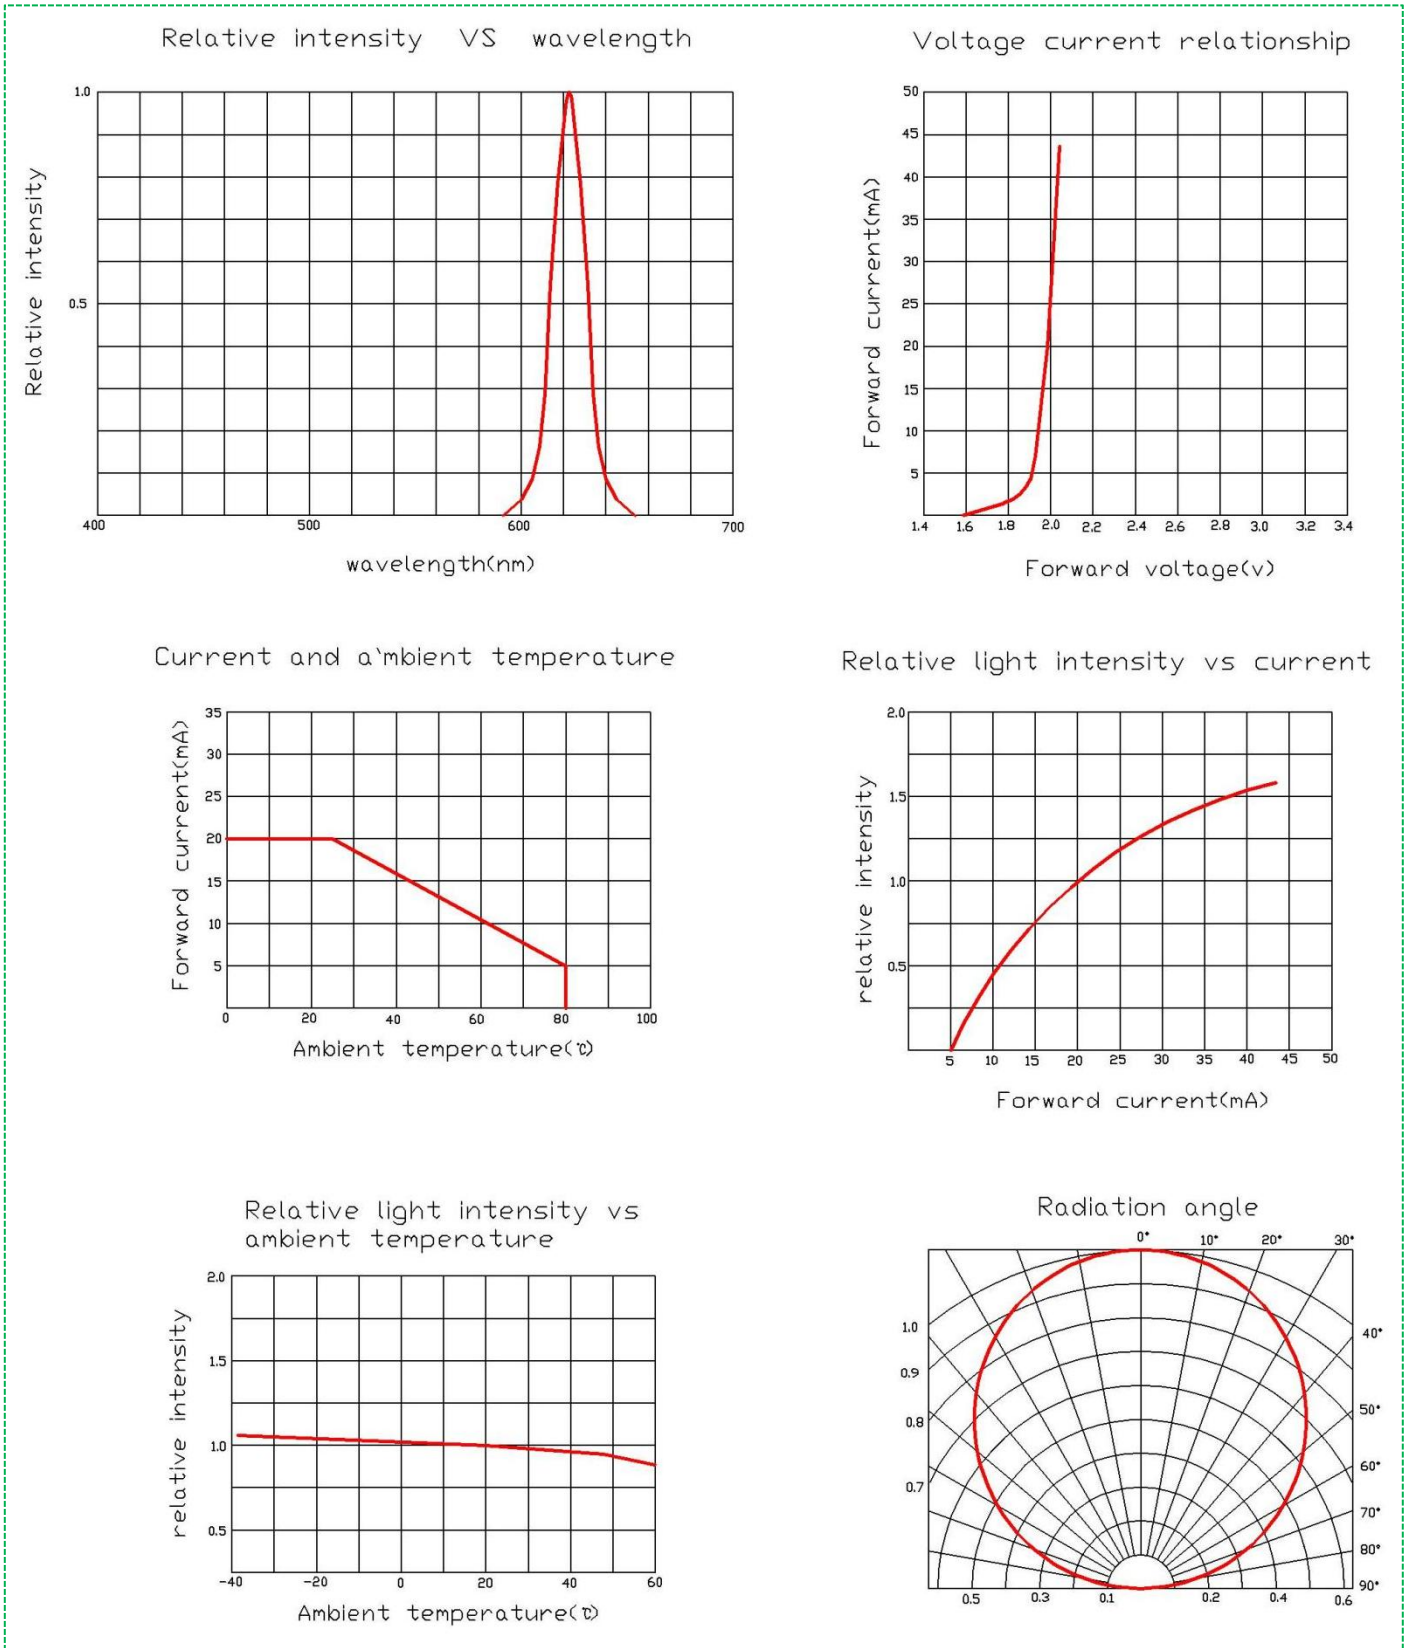 Relative intensity VS wavelength
1.0
0.5
Relative intensity
400 500 600 700
wavelength(nm)
Voltage current relationship
50
45
40
35
30
25
20
15
10
5
Forward current(mA)
1.4 1.6 1.8 2.0 2.2 2.4 2.6 2.8 3.0 3.2 3.4
Forward voltage(v)
Current and a`mbient temperature
35
30
25
20
15
10
5
Forward current(mA)
0 20 40 60 80 100
Ambient temperature(℃)
Relative light intensity vs current
2.0
1.5
1.0
0.5
relative intensity
5 10 15 20 25 30 35 40 45 50
Forward current(mA)
Relative light intensity vs
ambient temperature
2.0
1.5
1.0
0.5
relative intensity
-40 -20 0 20 40 60
Ambient temperature(℃)
Radiation angle
0° 10° 20° 30°
1.0 40°
0.9
0.8 50°
60°
0.7
70°
80°
90°
0.5 0.3 0.1 0.2 0.4 0.6